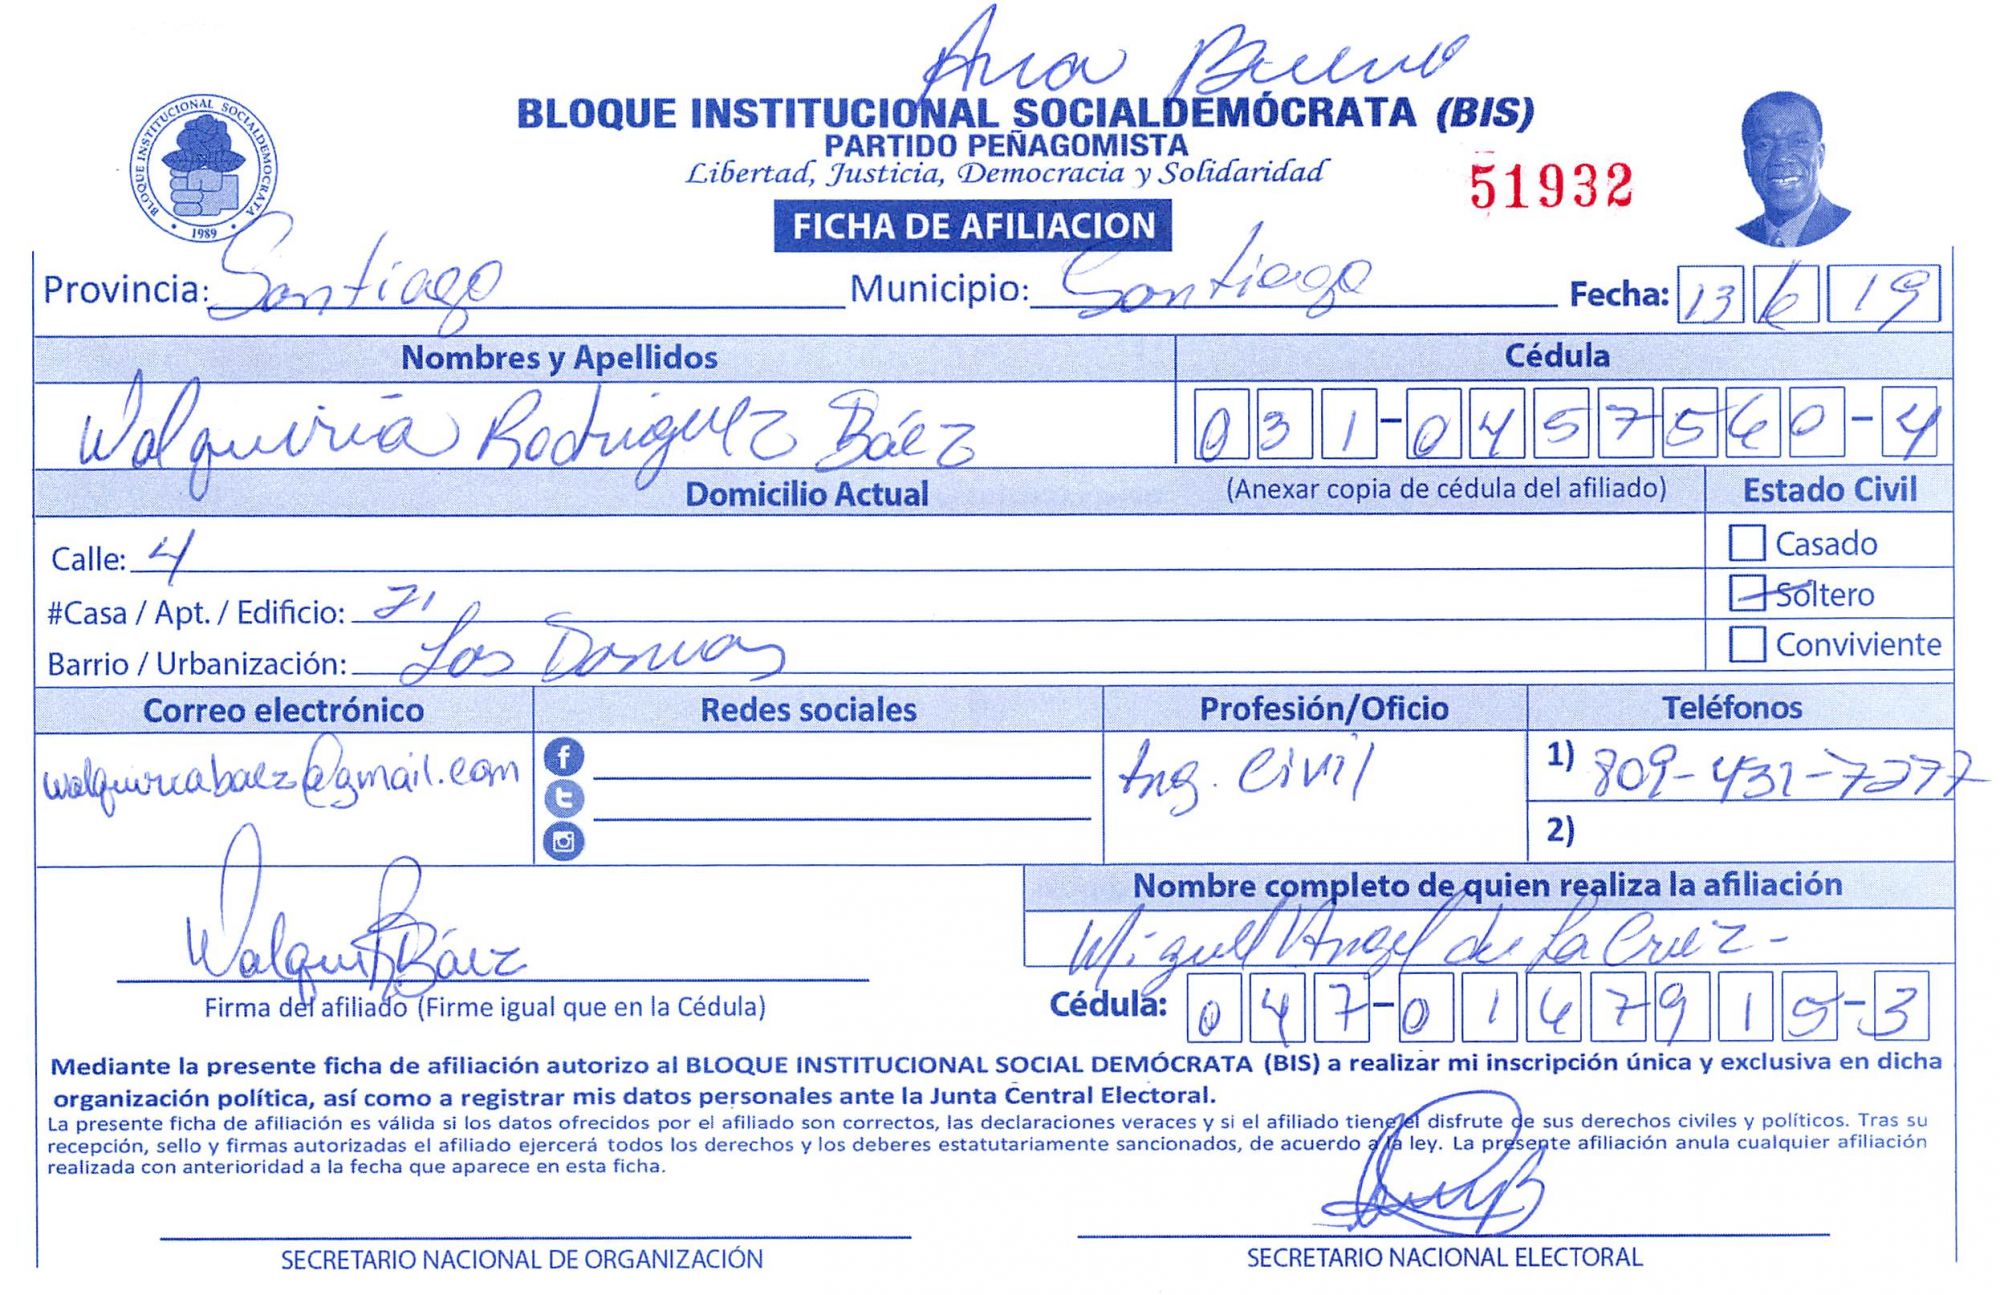 Ana Bueno
BLOQUE INSTITUCIONAL SOCIALDEMOCRATA
1989
BLOQUE INSTITUCIONAL SOCIALDEMÓCRATA (BIS)
PARTIDO PEÑAGOMISTA
Libertad, Justicia, Democracia y Solidaridad
51932
FICHA DE AFILIACION
Provincia: Santiago Municipio: Santiago Fecha: 13 6 19
Nombres y Apellidos Cédula
Walquiria Rodriguez Báez 031-0457560-4
Domicilio Actual (Anexar copia de cédula del afiliado) Estado Civil
Calle: 4 Casado
#Casa / Apt. / Edificio: 21 Soltero
Barrio / Urbanización: Las Conviviente
Correo electrónico Redes sociales Profesión/Oficio Teléfonos
walquiriabaez@gmail.com Ing. Civil 1) 809-431-7277
2)
Nombre completo de quien realiza la afiliación
Walqui R Báez Miguel Angel de La Cruz -
Firma del afiliado (Firme igual que en la Cédula) Cédula: 047-0167915-3
Mediante la presente ficha de afiliación autorizo al BLOQUE INSTITUCIONAL SOCIAL DEMÓCRATA (BIS) a realizar mi inscripción única y exclusiva en dicha
organización política, así como a registrar mis datos personales ante la Junta Central Electoral.
La presente ficha de afiliación es válida si los datos ofrecidos por el afiliado son correctos, las declaraciones veraces y si el afiliado tiene el disfrute de sus derechos civiles y políticos. Tras su
recepción, sello y firmas autorizadas el afiliado ejercerá todos los derechos y los deberes estatutariamente sancionados, de acuerdo a la ley. La presente afiliación anula cualquier afiliación
realizada con anterioridad a la fecha que aparece en esta ficha.
SECRETARIO NACIONAL DE ORGANIZACIÓN SECRETARIO NACIONAL ELECTORAL